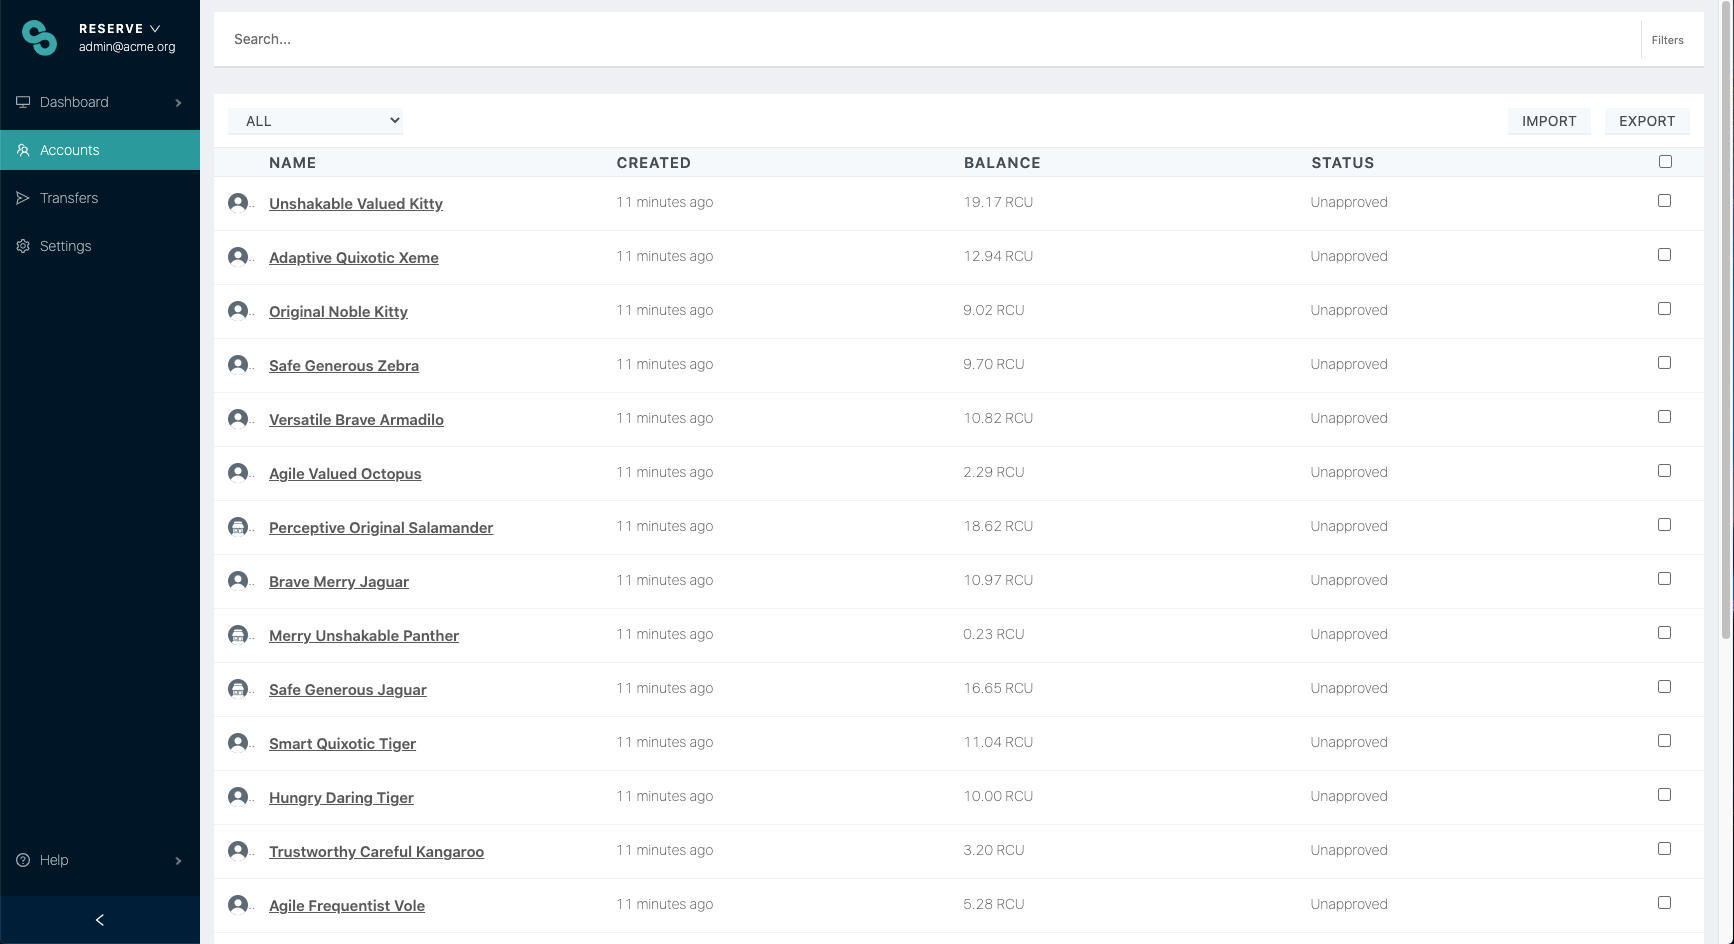 RESERVE
admin@acme.org
Dashboard
Accounts
Transfers
Settings
Help
Search...
Filters
ALL
IMPORT EXPORT
NAME CREATED BALANCE STATUS
Unshakable Valued Kitty 11 minutes ago 19.17 RCU Unapproved
Adaptive Quixotic Xeme 11 minutes ago 12.94 RCU Unapproved
Original Noble Kitty 11 minutes ago 9.02 RCU Unapproved
Safe Generous Zebra 11 minutes ago 9.70 RCU Unapproved
Versatile Brave Armadilo 11 minutes ago 10.82 RCU Unapproved
Agile Valued Octopus 11 minutes ago 2.29 RCU Unapproved
Perceptive Original Salamander 11 minutes ago 18.62 RCU Unapproved
Brave Merry Jaguar 11 minutes ago 10.97 RCU Unapproved
Merry Unshakable Panther 11 minutes ago 0.23 RCU Unapproved
Safe Generous Jaguar 11 minutes ago 16.65 RCU Unapproved
Smart Quixotic Tiger 11 minutes ago 11.04 RCU Unapproved
Hungry Daring Tiger 11 minutes ago 10.00 RCU Unapproved
Trustworthy Careful Kangaroo 11 minutes ago 3.20 RCU Unapproved
Agile Frequentist Vole 11 minutes ago 5.28 RCU Unapproved